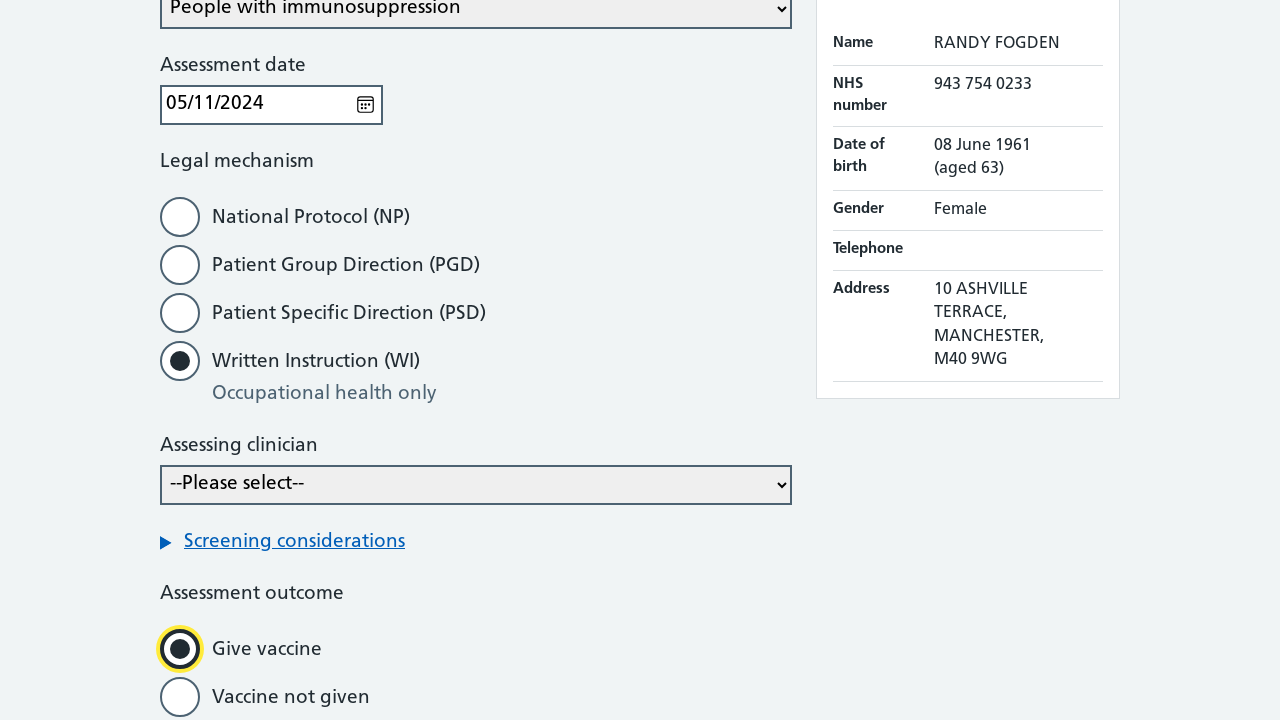 People with immunosuppression
Assessment date
05/11/2024
Legal mechanism
National Protocol (NP)
Patient Group Direction (PGD)
Patient Specific Direction (PSD)
Written Instruction (WI)
Occupational health only
Assessing clinician
--Please select--
Screening considerations
Assessment outcome
Give vaccine
Vaccine not given
Name RANDY FOGDEN
NHS number 943 754 0233
Date of birth 08 June 1961
(aged 63)
Gender Female
Telephone
Address 10 ASHVILLE
TERRACE,
MANCHESTER,
M40 9WG